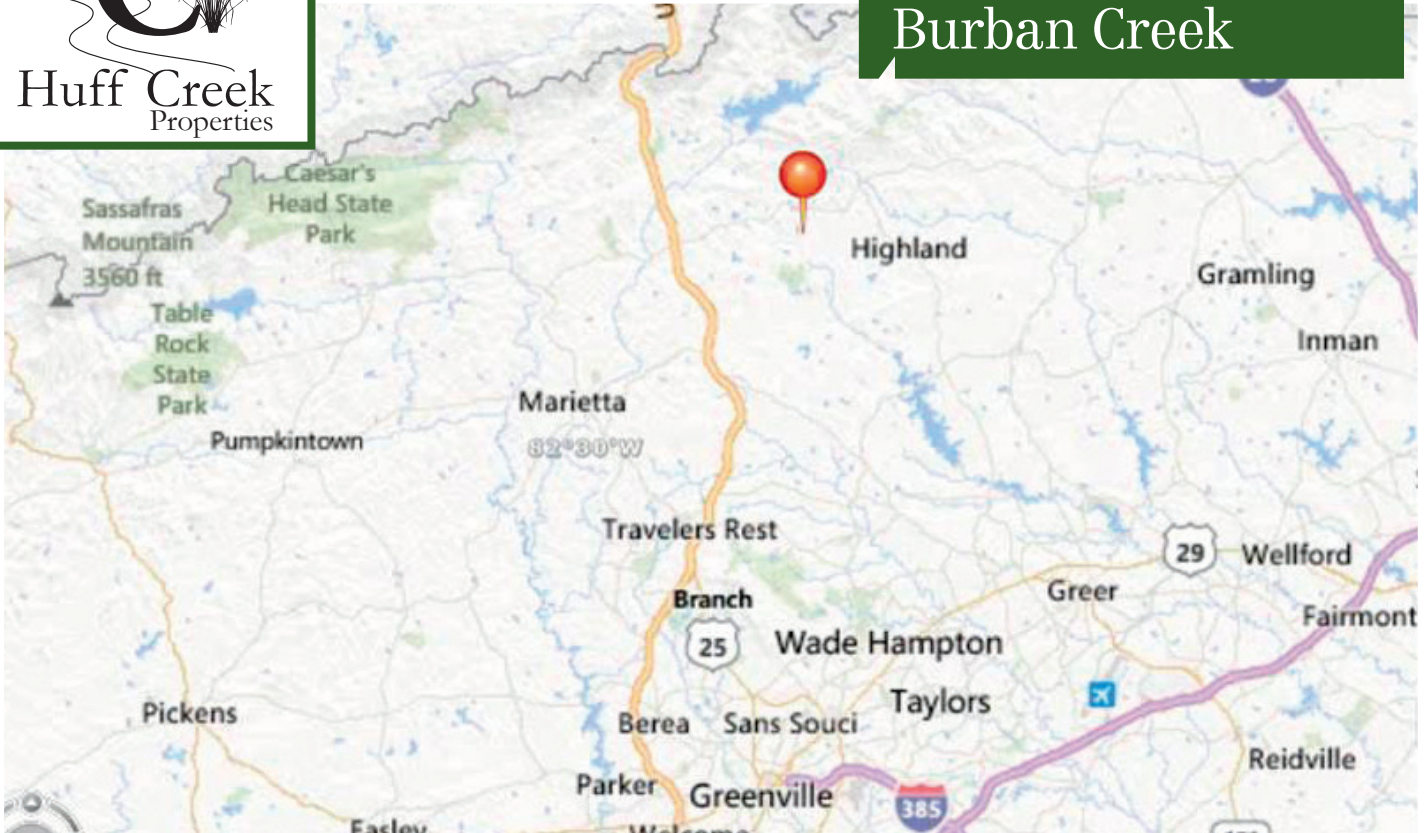 Burban Creek
Huff Creek
Properties
Caesar's
Head State
Park
Sassafras
Mountain
3560 ft
Highland
Gramling
Table
Rock
State
Park
Inman
Marietta
82°30'W
Pumpkintown
Travelers Rest
29
Wellford
Greer
Branch
Fairmont
25
Wade Hampton
Taylors
Pickens
Berea
Sans Souci
Reidville
Parker
Greenville
385
Easley
Welcome